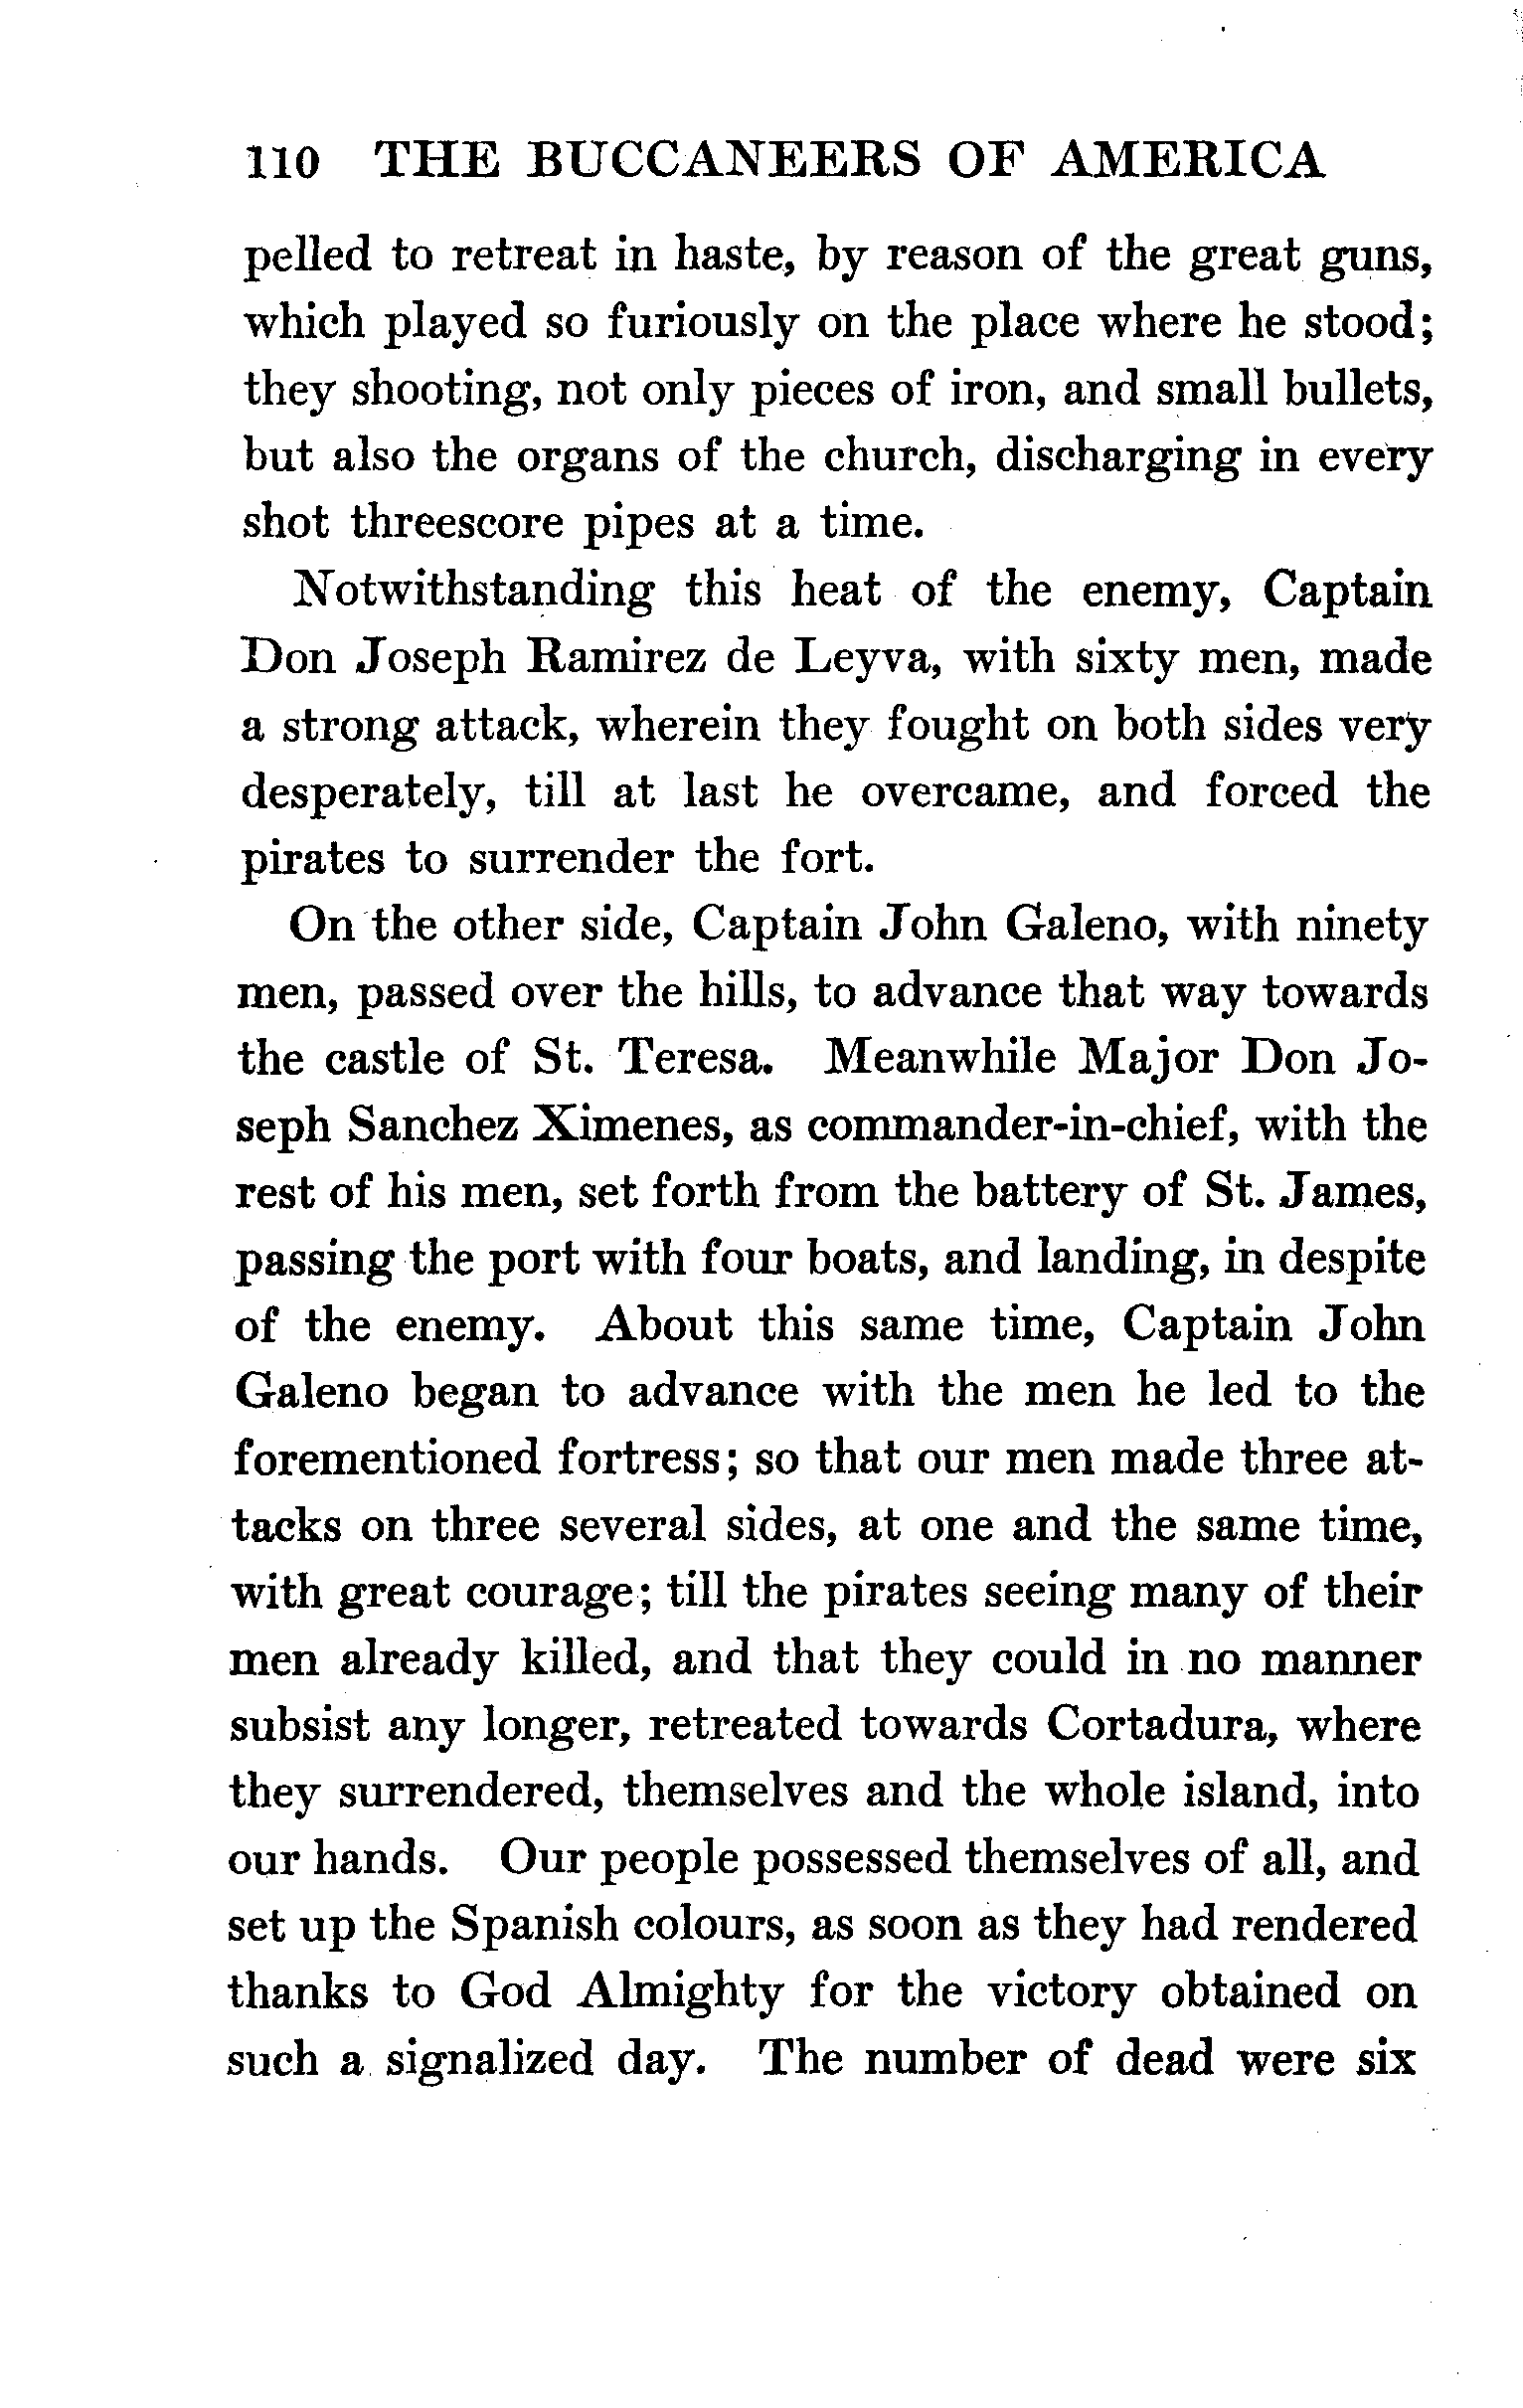 110 THE BUCCANEERS OF AMERICA
pelled to retreat in haste, by reason of the great guns,
which played so furiously on the place where he stood;
they shooting, not only pieces of iron, and small bullets,
but also the organs of the church, discharging in every
shot threescore pipes at a time.
Notwithstanding this heat of the enemy, Captain
Don Joseph Ramirez de Leyva, with sixty men, made
a strong attack, wherein they fought on both sides very
desperately, till at last he overcame, and forced the
pirates to surrender the fort.
On the other side, Captain John Galeno, with ninety
men, passed over the hills, to advance that way towards
the castle of St. Teresa. Meanwhile Major Don Jo-
seph Sanchez Ximenes, as commander-in-chief, with the
rest of his men, set forth from the battery of St. James,
passing the port with four boats, and landing, in despite
of the enemy. About this same time, Captain John
Galeno began to advance with the men he led to the
forementioned fortress; so that our men made three at-
tacks on three several sides, at one and the same time,
with great courage; till the pirates seeing many of their
men already killed, and that they could in no manner
subsist any longer, retreated towards Cortadura, where
they surrendered, themselves and the whole island, into
our hands. Our people possessed themselves of all, and
set up the Spanish colours, as soon as they had rendered
thanks to God Almighty for the victory obtained on
such a signalized day. The number of dead were six